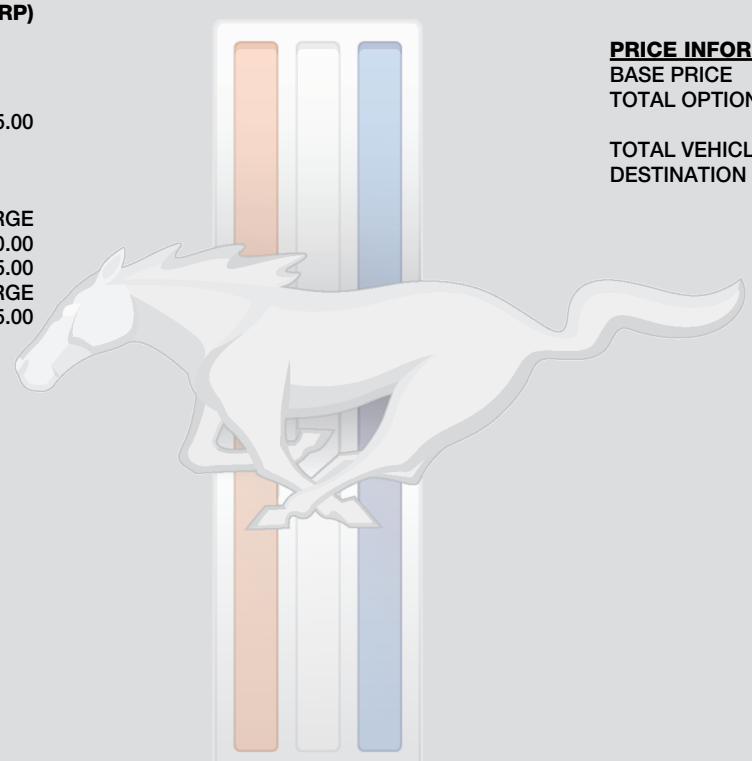 RP)
5.00
RGE
0.00
5.00
RGE
5.00
PRICE INFOR
BASE PRICE
TOTAL OPTION
TOTAL VEHICL
DESTINATION